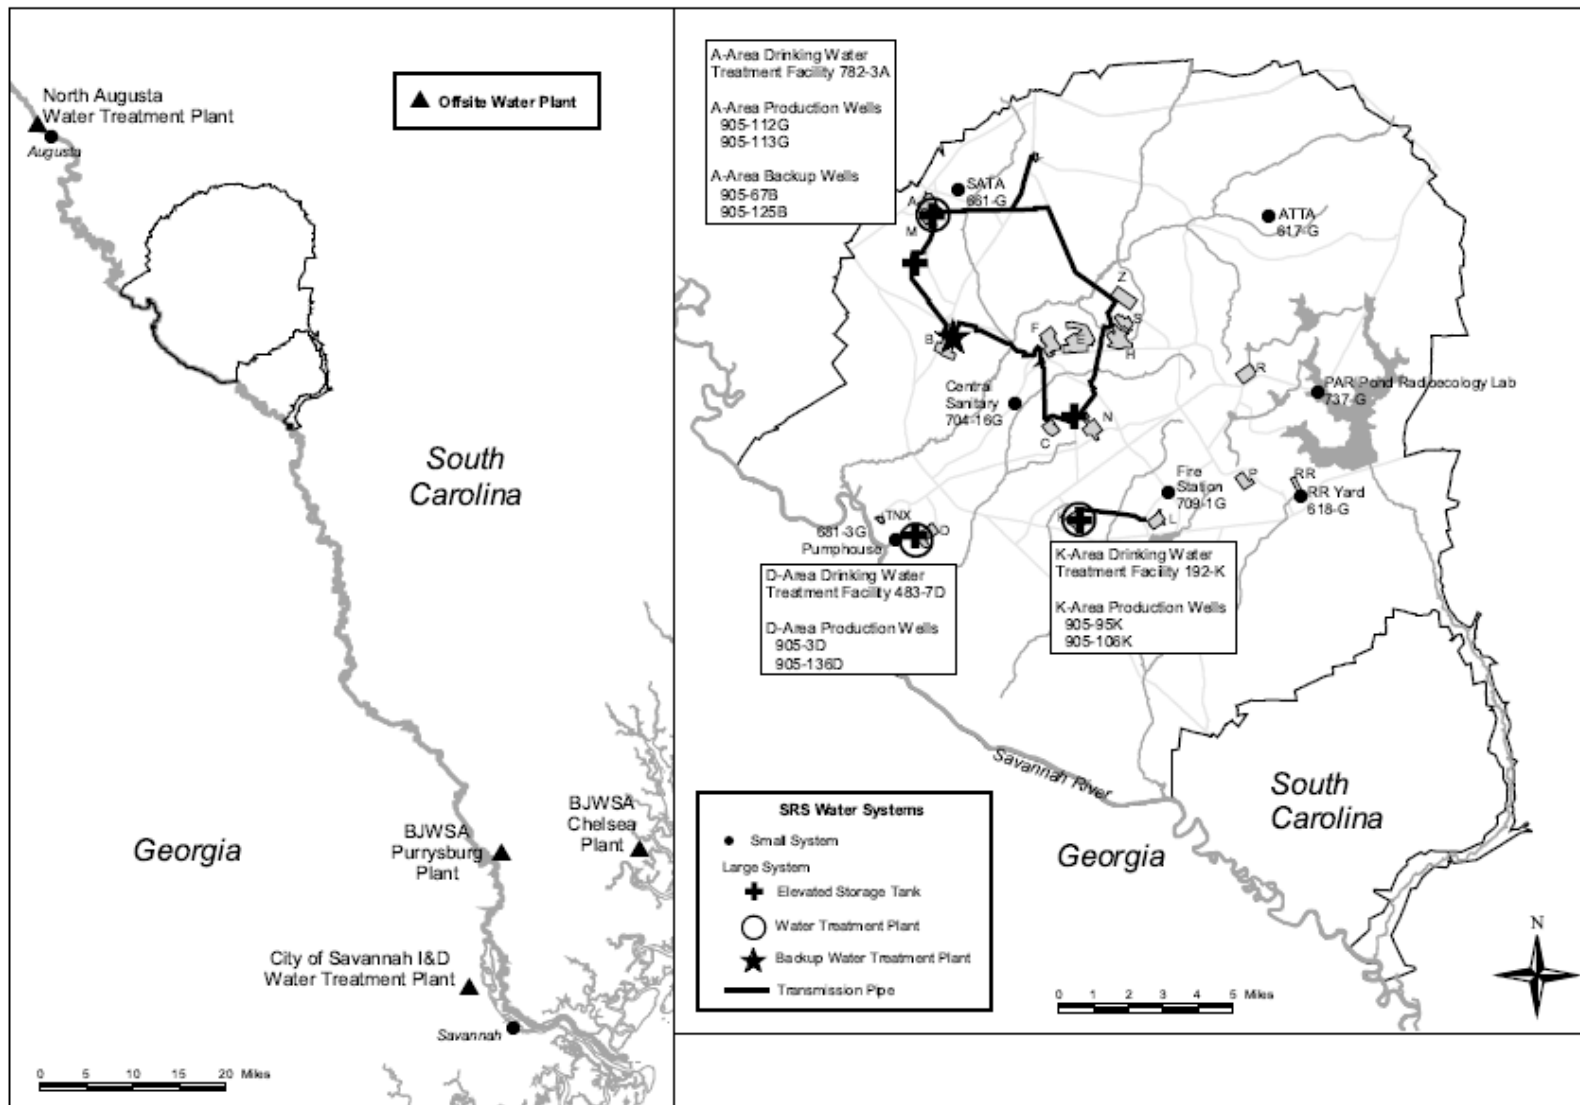 North Augusta
Water Treatment Plant
Augusta
Offsite Water Plant
South
Carolina
Georgia
BJWSA
Purrysburg
Plant
BJWSA
Chelsea
Plant
City of Savannah I&D
Water Treatment Plant
Savannah
0 5 10 15 20 Miles
A-Area Drinking Water
Treatment Facility 782-3A
A-Area Production Wells
905-112G
905-113G
A-Area Backup Wells
905-67B
905-125B
SATA
661-G
A
M
ATTA
617-G
Z
S
F
E
H
B
R
Central
Sanitary
704-16G
PAR Pond Radioecology Lab
737-G
C
N
Fire
Station
709-1G
P
RR
RR Yard
618-G
K
L
TNX
681-3G
Pumphouse
D
D-Area Drinking Water
Treatment Facility 483-7D
D-Area Production Wells
905-3D
905-136D
K-Area Drinking Water
Treatment Facility 192-K
K-Area Production Wells
905-95K
905-106K
Savannah River
South
Carolina
Georgia
SRS Water Systems
Small System
Large System
Elevated Storage Tank
Water Treatment Plant
Backup Water Treatment Plant
Transmission Pipe
0 1 2 3 4 5 Miles
N